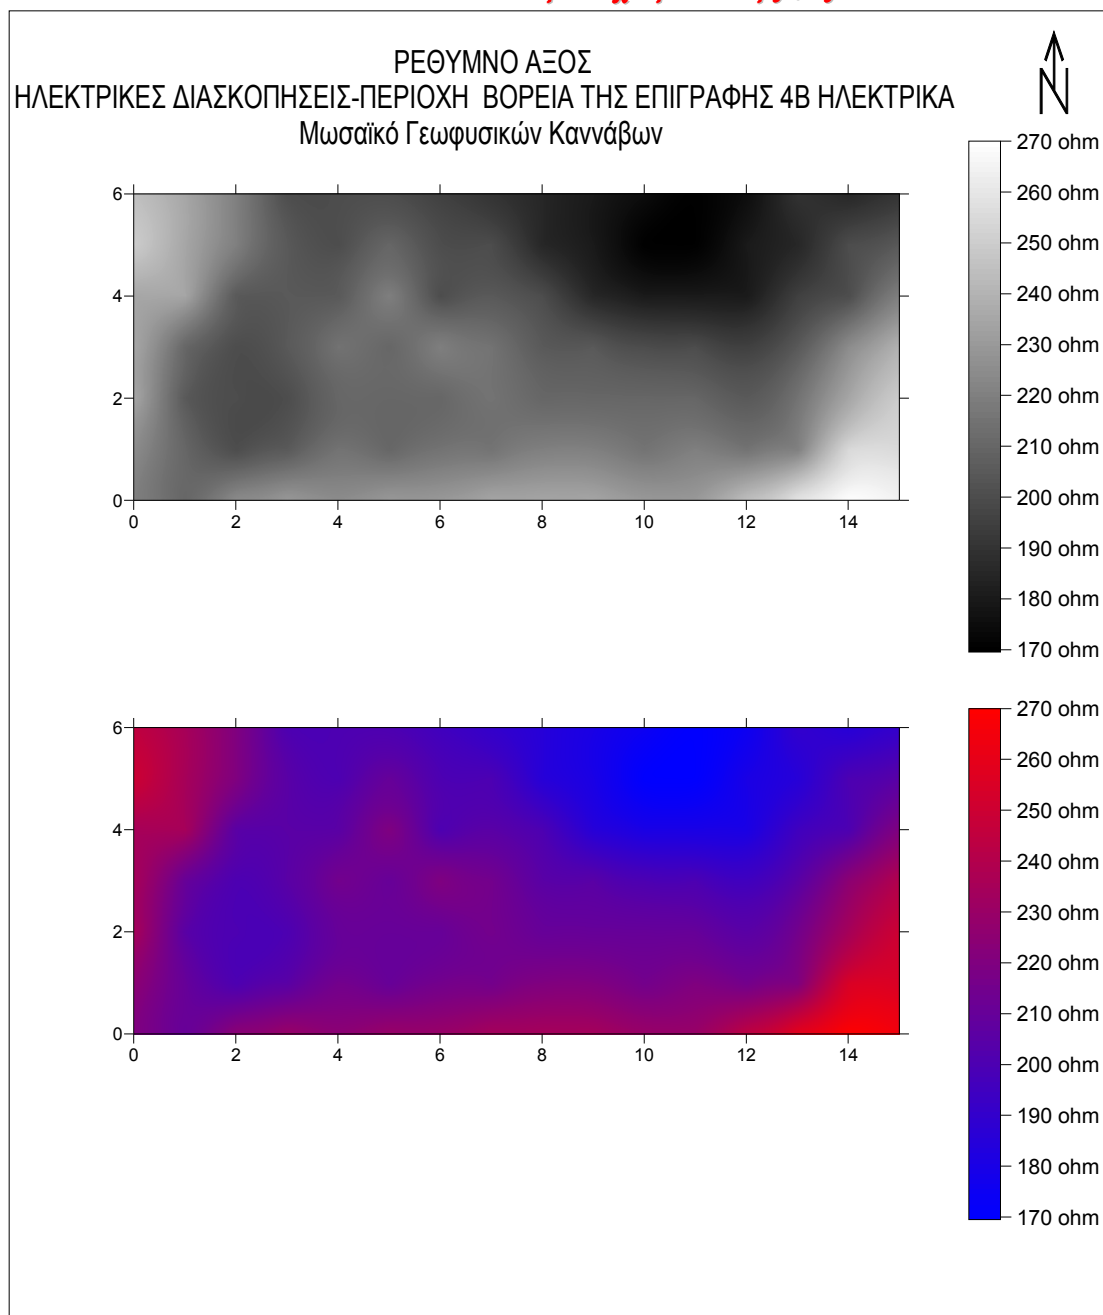 ΡΕΘΥΜΝΟ ΑΞΟΣ
ΗΛΕΚΤΡΙΚΕΣ ΔΙΑΣΚΟΠΗΣΕΙΣ-ΠΕΡΙΟΧΗ ΒΟΡΕΙΑ ΤΗΣ ΕΠΙΓΡΑΦΗΣ 4Β ΗΛΕΚΤΡΙΚΑ
Μωσαϊκό Γεωφυσικών Καννάβων
N
270 ohm
260 ohm
250 ohm
240 ohm
230 ohm
220 ohm
210 ohm
200 ohm
190 ohm
180 ohm
170 ohm
6
4
2
0
0 2 4 6 8 10 12 14
270 ohm
260 ohm
250 ohm
240 ohm
230 ohm
220 ohm
210 ohm
200 ohm
190 ohm
180 ohm
170 ohm
6
4
2
0
0 2 4 6 8 10 12 14